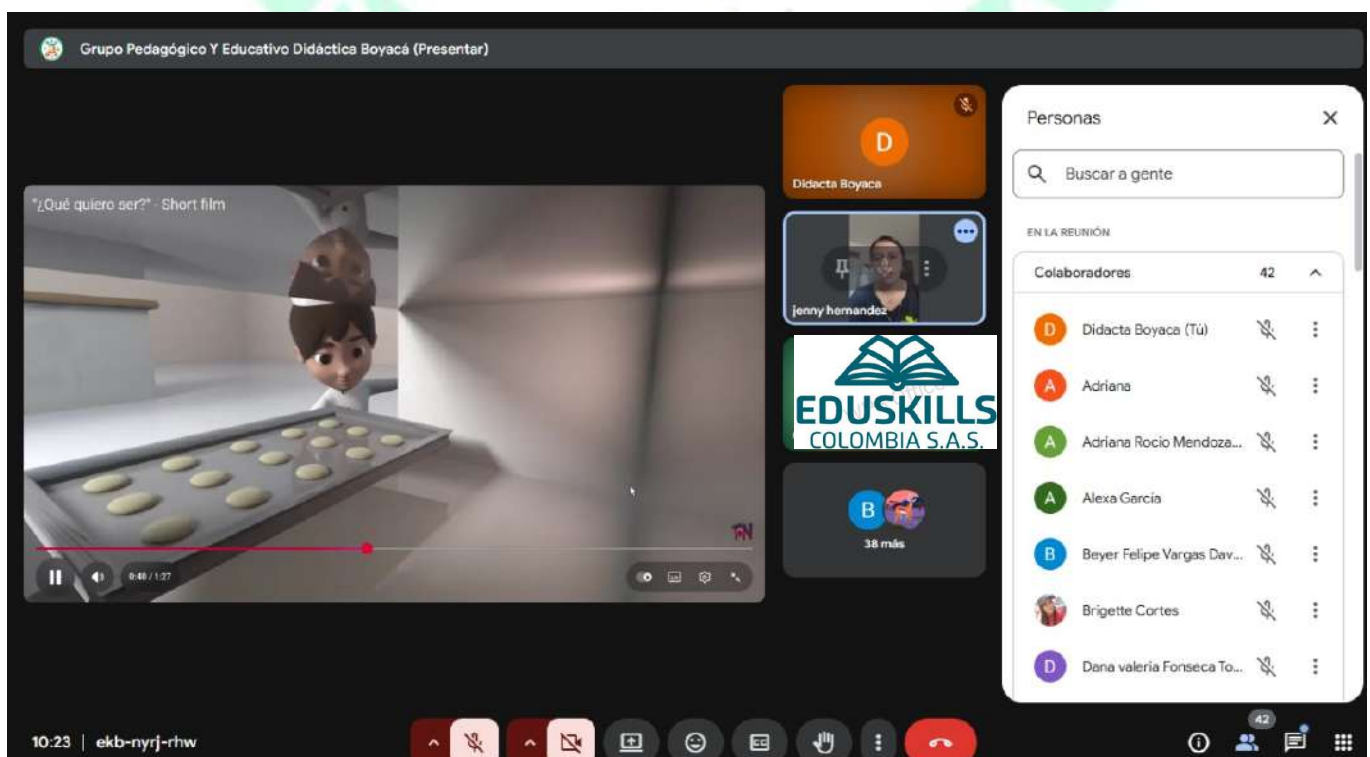 Grupo Pedagógico Y Educativo Didáctica Boyacá (Presentar)
"¿Qué quiero ser?" - Short film
0:40 / 1:27
D
Didacta Boyaca
jenny hernandez
EDUSKILLS
COLOMBIA S.A.S.
B
38 más
Personas
Buscar a gente
EN LA REUNIÓN
Colaboradores 42
D Didacta Boyaca (Tú)
A Adriana
A Adriana Rocio Mendoza...
A Alexa Garcia
B Beyer Felipe Vargas Dav...
Brigette Cortes
D Dana valeria Fonseca To...
10:23 | ekb-nyrj-rhw
42